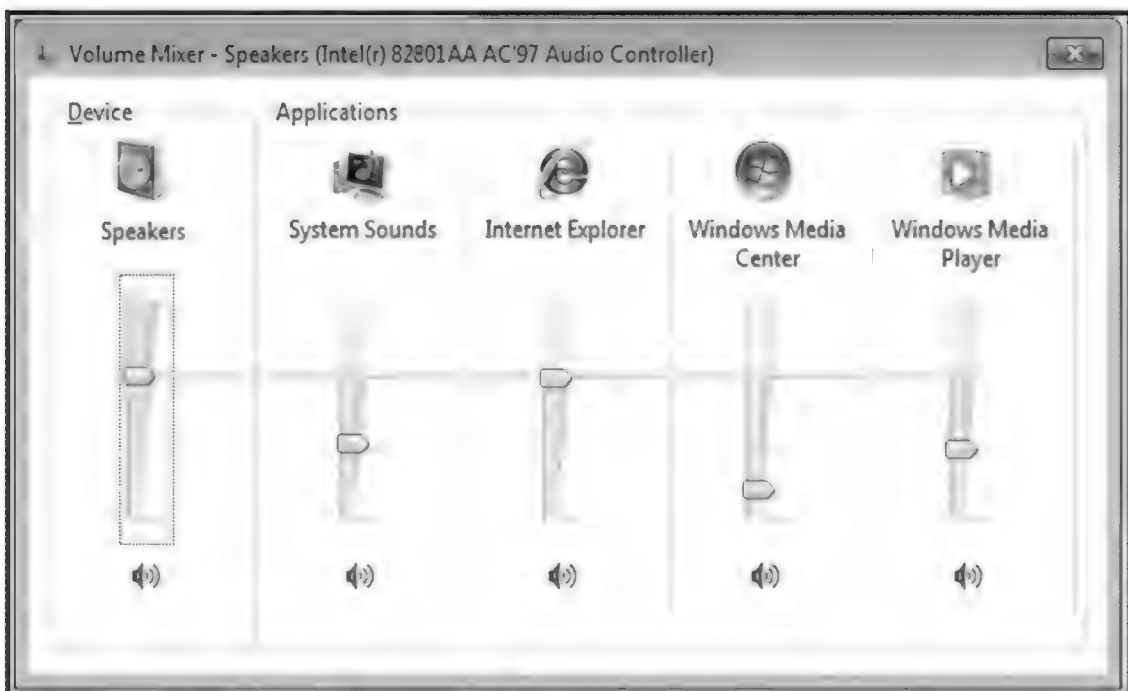 Volume Mixer - Speakers (Intel(r) 82801AA AC'97 Audio Controller)
Device
Applications
Speakers
System Sounds
Internet Explorer
Windows Media
Center
Windows Media
Player